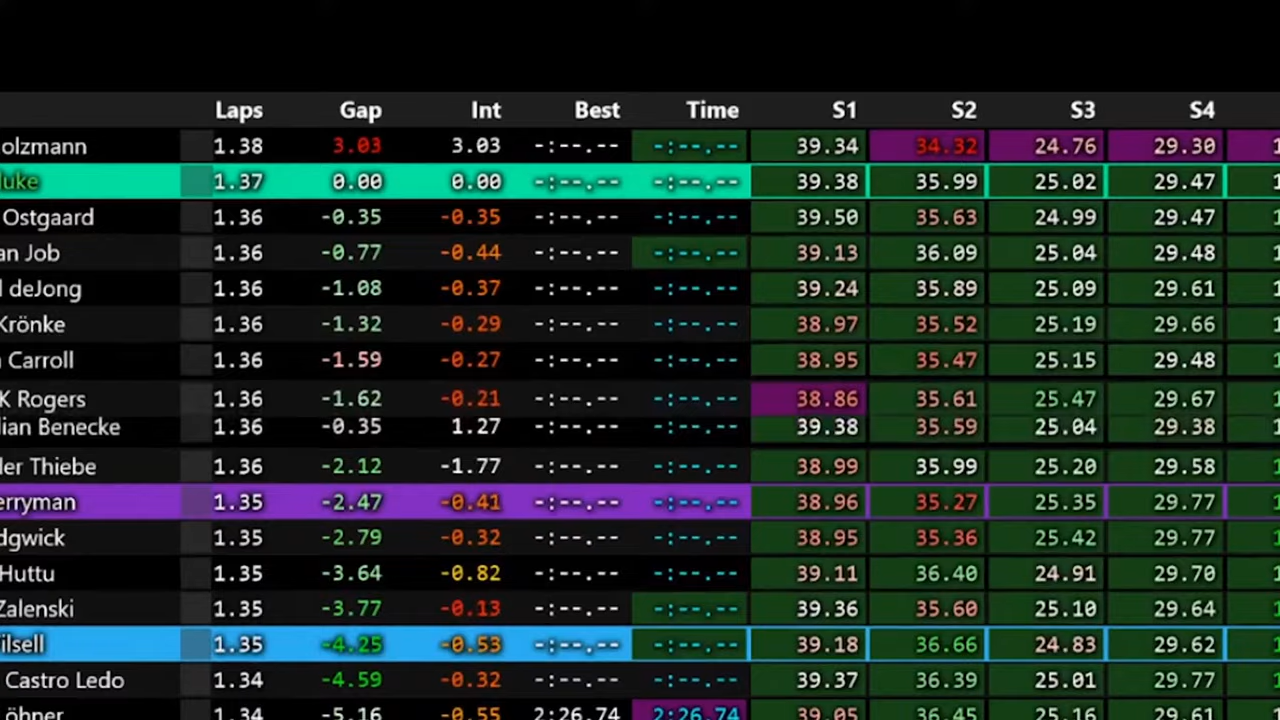 Laps Gap Int Best Time S1 S2 S3 S4
olzmann 1.38 3.03 3.03 -:--.-- -:--.-- 39.34 34.32 24.76 29.30
luke 1.37 0.00 0.00 -:--.-- -:--.-- 39.38 35.99 25.02 29.47
Ostgaard 1.36 -0.35 -0.35 -:--.-- -:--.-- 39.50 35.63 24.99 29.47
an Job 1.36 -0.77 -0.44 -:--.-- -:--.-- 39.13 36.09 25.04 29.48
deJong 1.36 -1.08 -0.37 -:--.-- -:--.-- 39.24 35.89 25.09 29.61
Krönke 1.36 -1.32 -0.29 -:--.-- -:--.-- 38.97 35.52 25.19 29.66
Carroll 1.36 -1.59 -0.27 -:--.-- -:--.-- 38.95 35.47 25.15 29.48
K Rogers 1.36 -1.62 -0.21 -:--.-- -:--.-- 38.86 35.61 25.47 29.67
lian Benecke 1.36 -0.35 1.27 -:--.-- -:--.-- 39.38 35.59 25.04 29.38
ler Thiebe 1.36 -2.12 -1.77 -:--.-- -:--.-- 38.99 35.99 25.20 29.58
erryman 1.35 -2.47 -0.41 -:--.-- -:--.-- 38.96 35.27 25.35 29.77
dgwick 1.35 -2.79 -0.32 -:--.-- -:--.-- 38.95 35.36 25.42 29.77
Huttu 1.35 -3.64 -0.82 -:--.-- -:--.-- 39.11 36.40 24.91 29.70
Zalenski 1.35 -3.77 -0.13 -:--.-- -:--.-- 39.36 35.60 25.10 29.64
ilsell 1.35 -4.25 -0.53 -:--.-- -:--.-- 39.18 36.66 24.83 29.62
Castro Ledo 1.34 -4.59 -0.32 -:--.-- -:--.-- 39.37 36.39 25.01 29.77
öhner 1.34 -5.16 -0.55 2:26.74 2:26.74 39.05 36.45 25.16 29.61